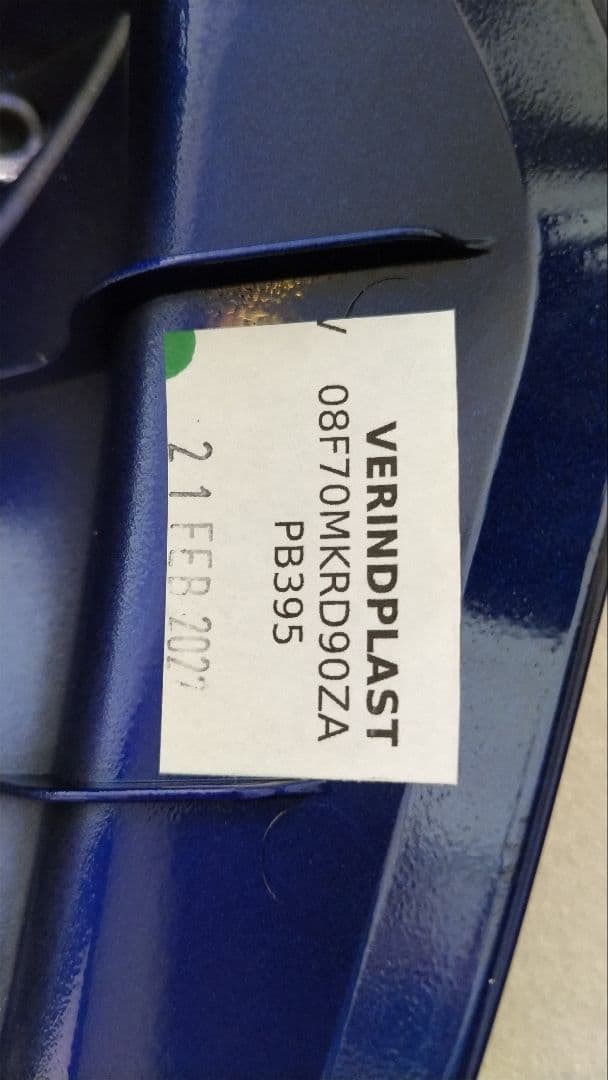 VERINDPLAST
08F70MKRD90ZA
PB395
21 FEB